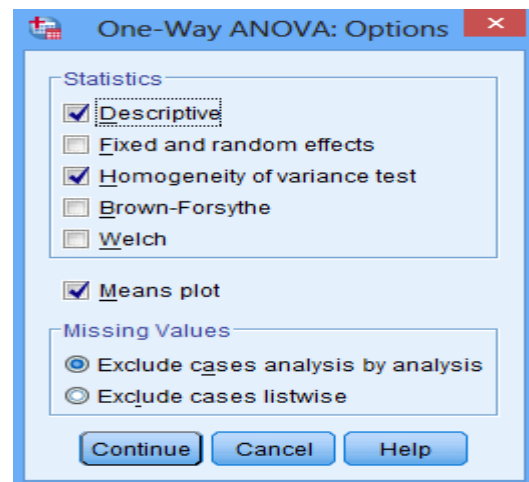 One-Way ANOVA: Options
Statistics
Descriptive
Fixed and random effects
Homogeneity of variance test
Brown-Forsythe
Welch
Means plot
Missing Values
Exclude cases analysis by analysis
Exclude cases listwise
Continue Cancel Help